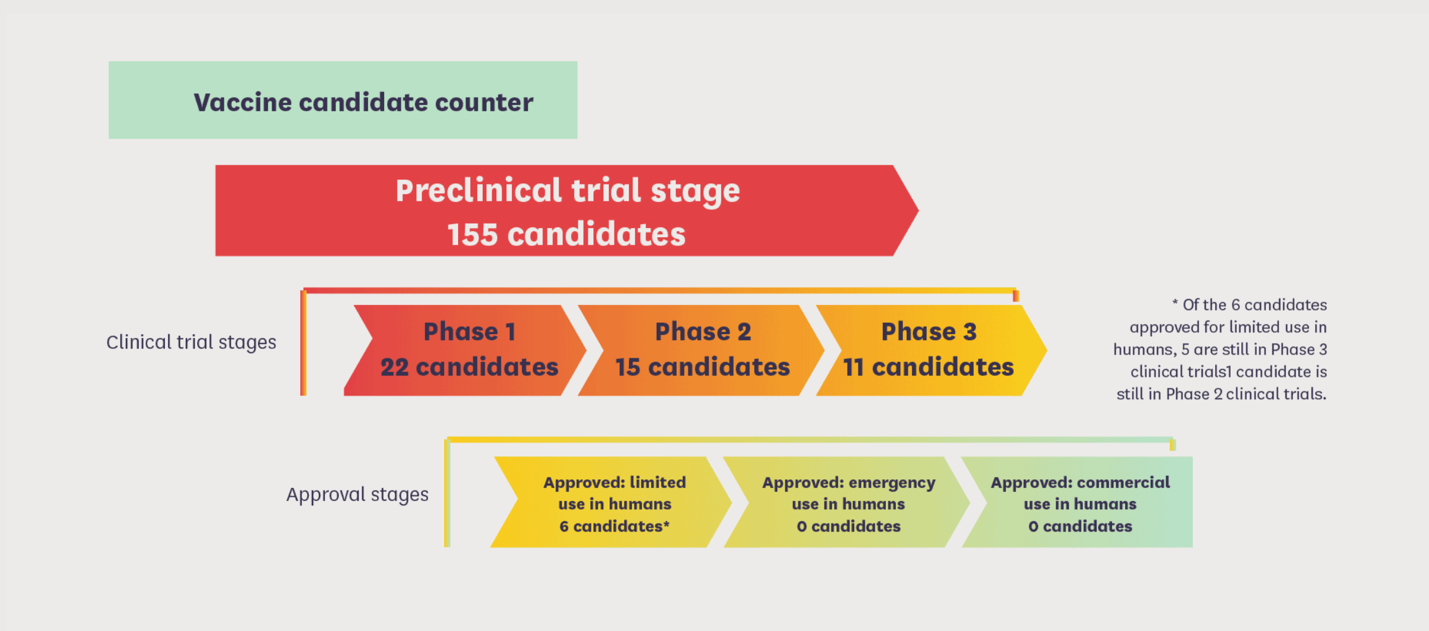 Vaccine candidate counter
Preclinical trial stage
155 candidates
Clinical trial stages
Phase 1
22 candidates
Phase 2
15 candidates
Phase 3
11 candidates
* Of the 6 candidates
approved for limited use in
humans, 5 are still in Phase 3
clinical trials1 candidate is
still in Phase 2 clinical trials.
Approval stages
Approved: limited
use in humans
6 candidates*
Approved: emergency
use in humans
0 candidates
Approved: commercial
use in humans
0 candidates